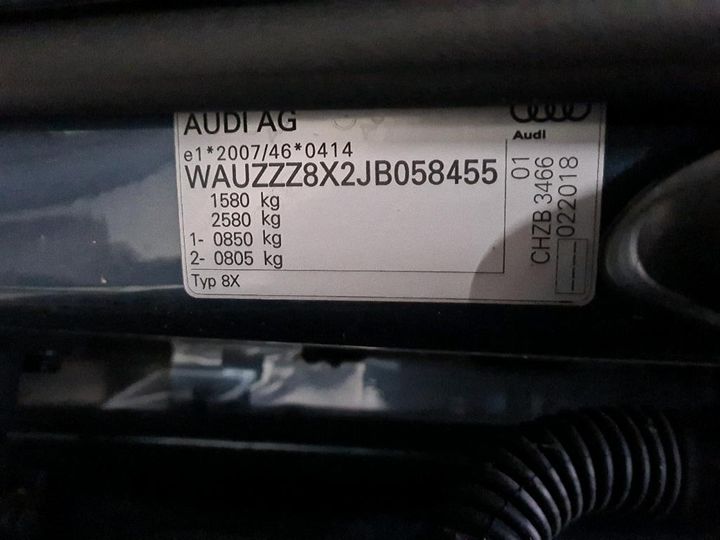 AUDI AG
e1*2007/46*0414
WAUZZZ8X2JB058455
1580 kg
2580 kg
1- 0850 kg
2- 0805 kg
Typ 8X
Audi
01
CHZB 3466
022018
-----